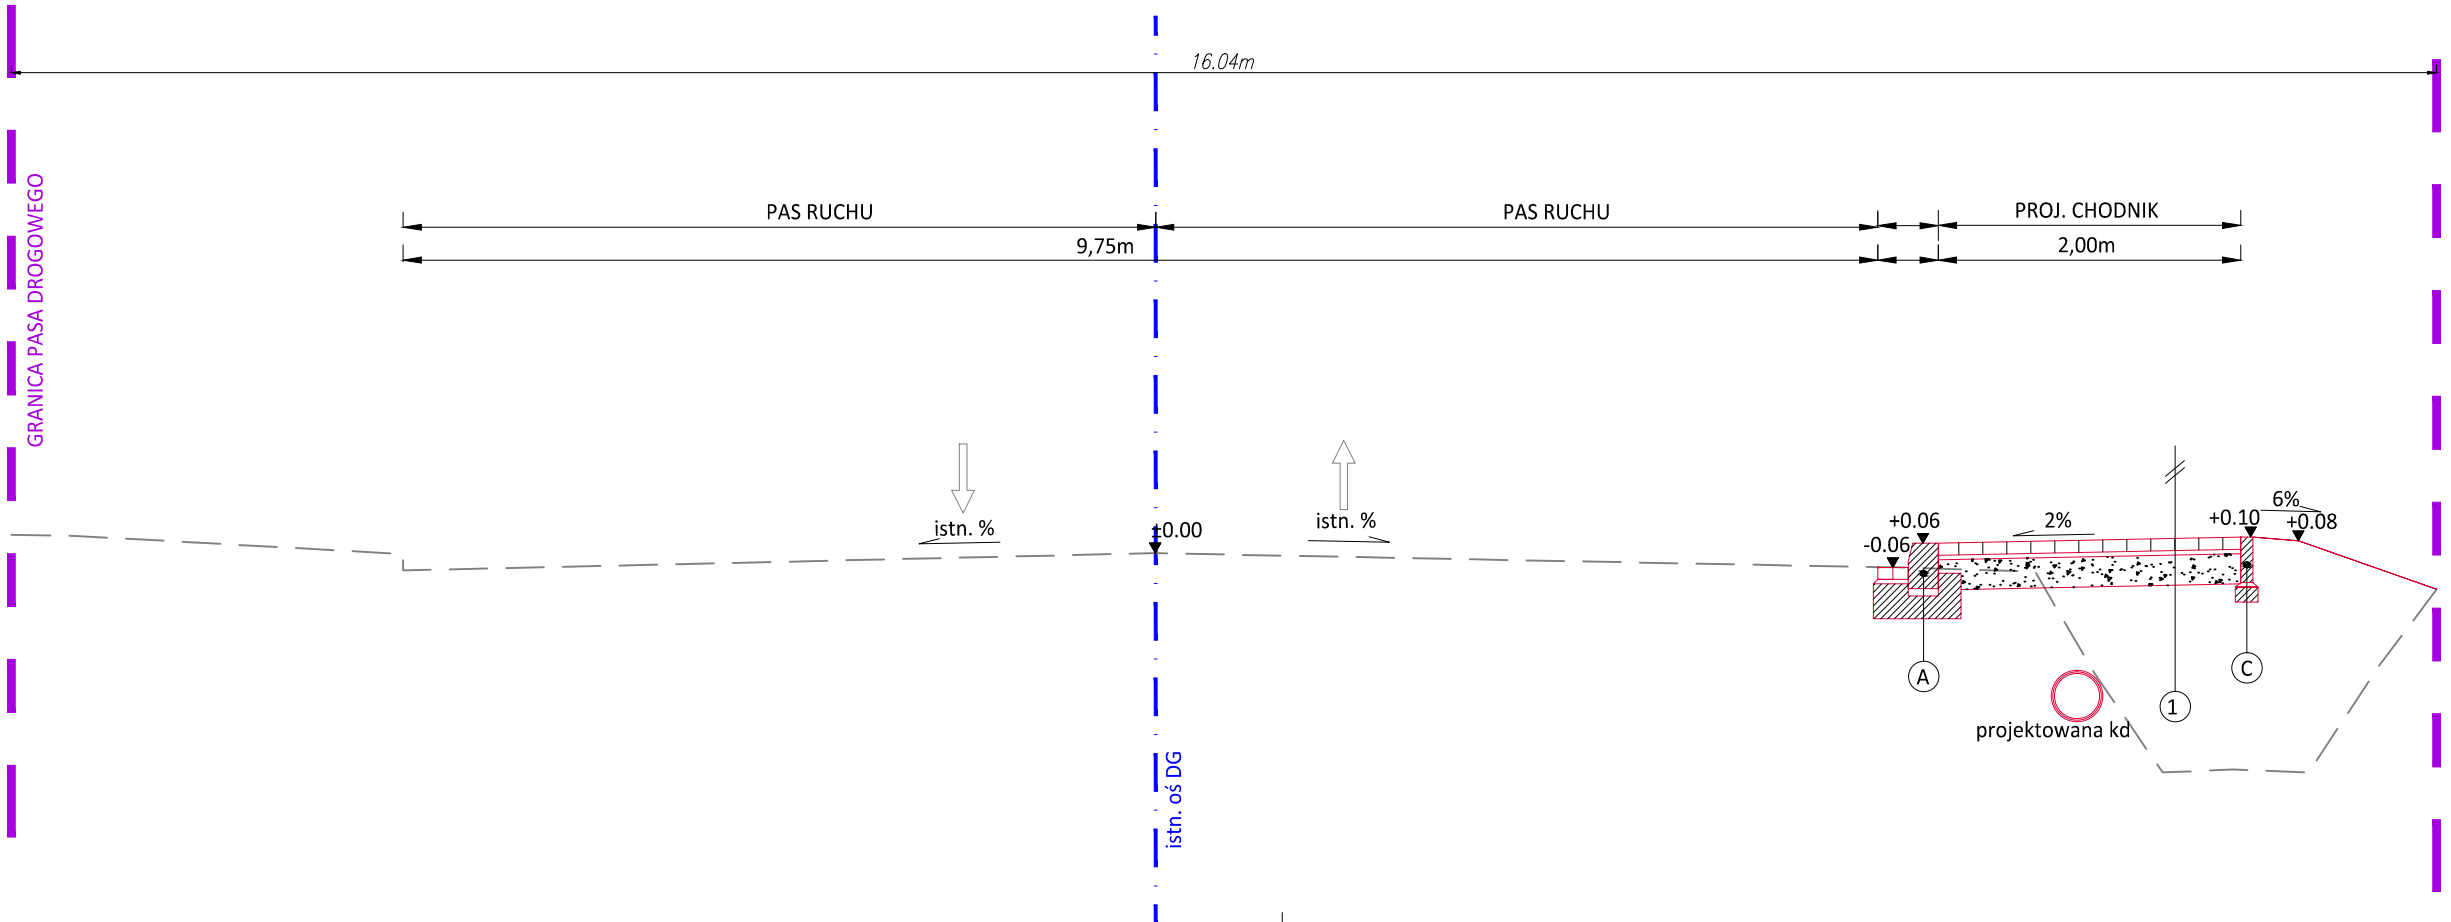 16.04m
GRANICA PASA DROGOWEGO
PAS RUCHU
PAS RUCHU
PROJ. CHODNIK
9,75m
2,00m
istn. %
±0.00
istn. %
+0.06
-0.06
2%
+0.10
6%
+0.08
A
C
1
projektowana kd
istn. oś DG